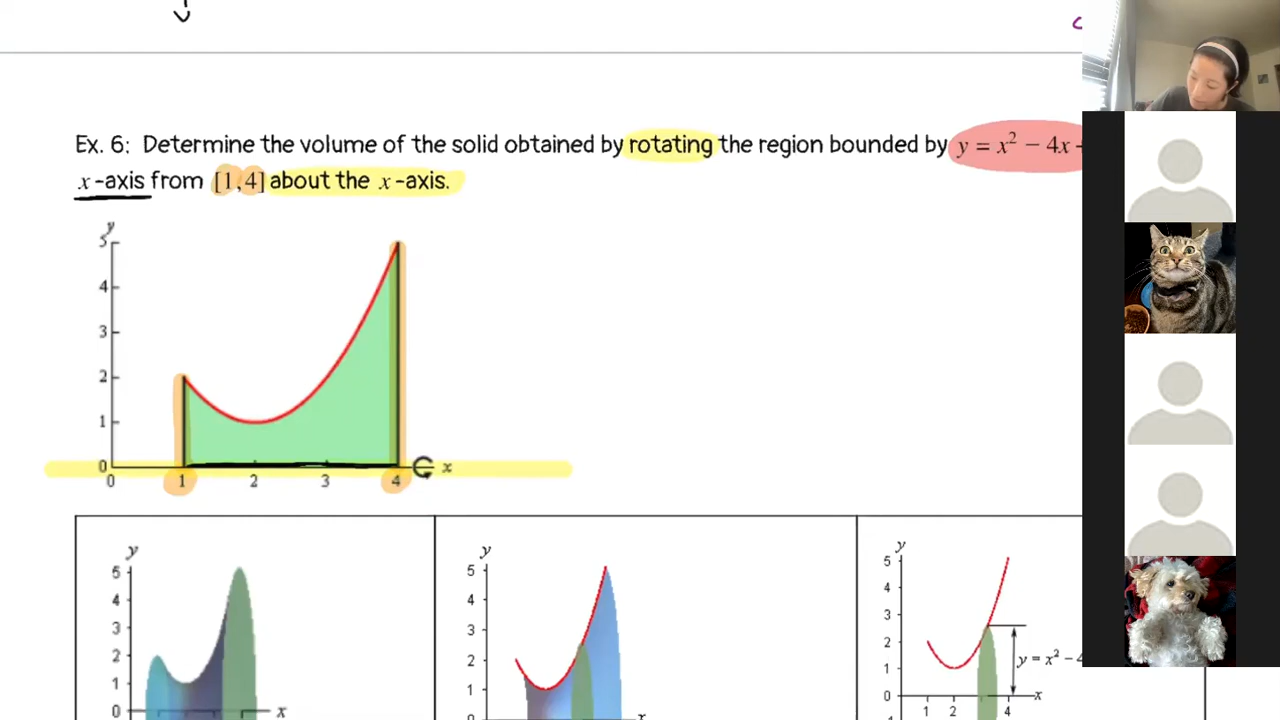 Ex. 6: Determine the volume of the solid obtained by rotating the region bounded by y = x² − 4x
x-axis from [1,4] about the x-axis.
y
5
4
3
2
1
0
0 1 2 3 4 x
y
5
4
3
2
1
0
x
y
5
4
3
2
1
0
x
y
5
4
3
2
1
0
y = x² −
x
1 2 4